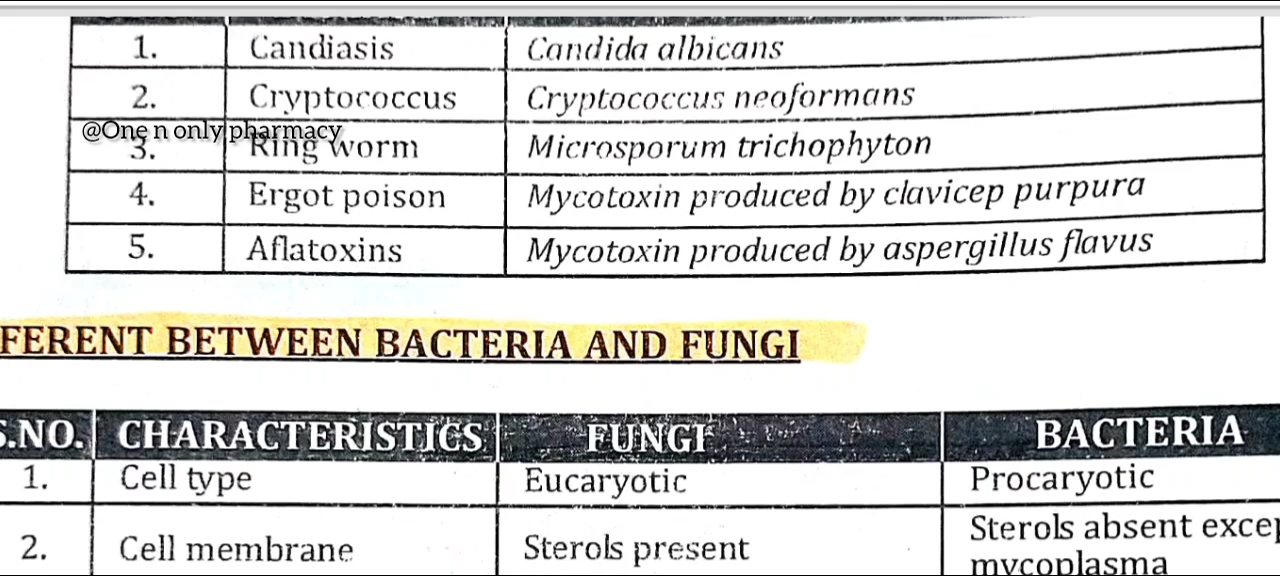 1. Candiasis Candida albicans
2. Cryptococcus Cryptococcus neoformans
@One n only pharmacy
3. Ring worm Microsporum trichophyton
4. Ergot poison Mycotoxin produced by clavicep purpura
5. Aflatoxins Mycotoxin produced by aspergillus flavus
FERENT BETWEEN BACTERIA AND FUNGI
S.NO. CHARACTERISTICS FUNGI BACTERIA
1. Cell type Eucaryotic Procaryotic
2. Cell membrane Sterols present Sterols absent excep
mycoplasma